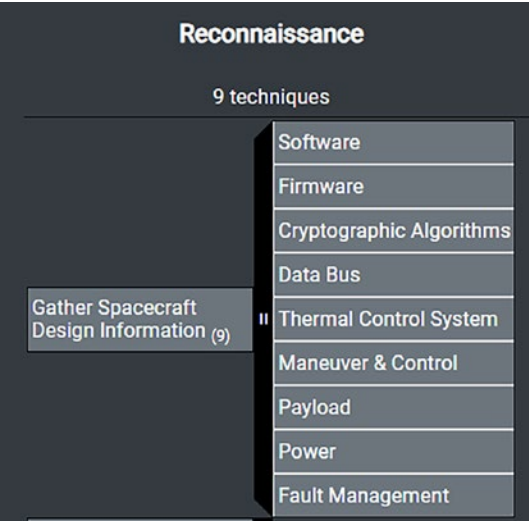 Reconnaissance
9 techniques
Gather Spacecraft
Design Information (9)
Software
Firmware
Cryptographic Algorithms
Data Bus
Thermal Control System
Maneuver & Control
Payload
Power
Fault Management